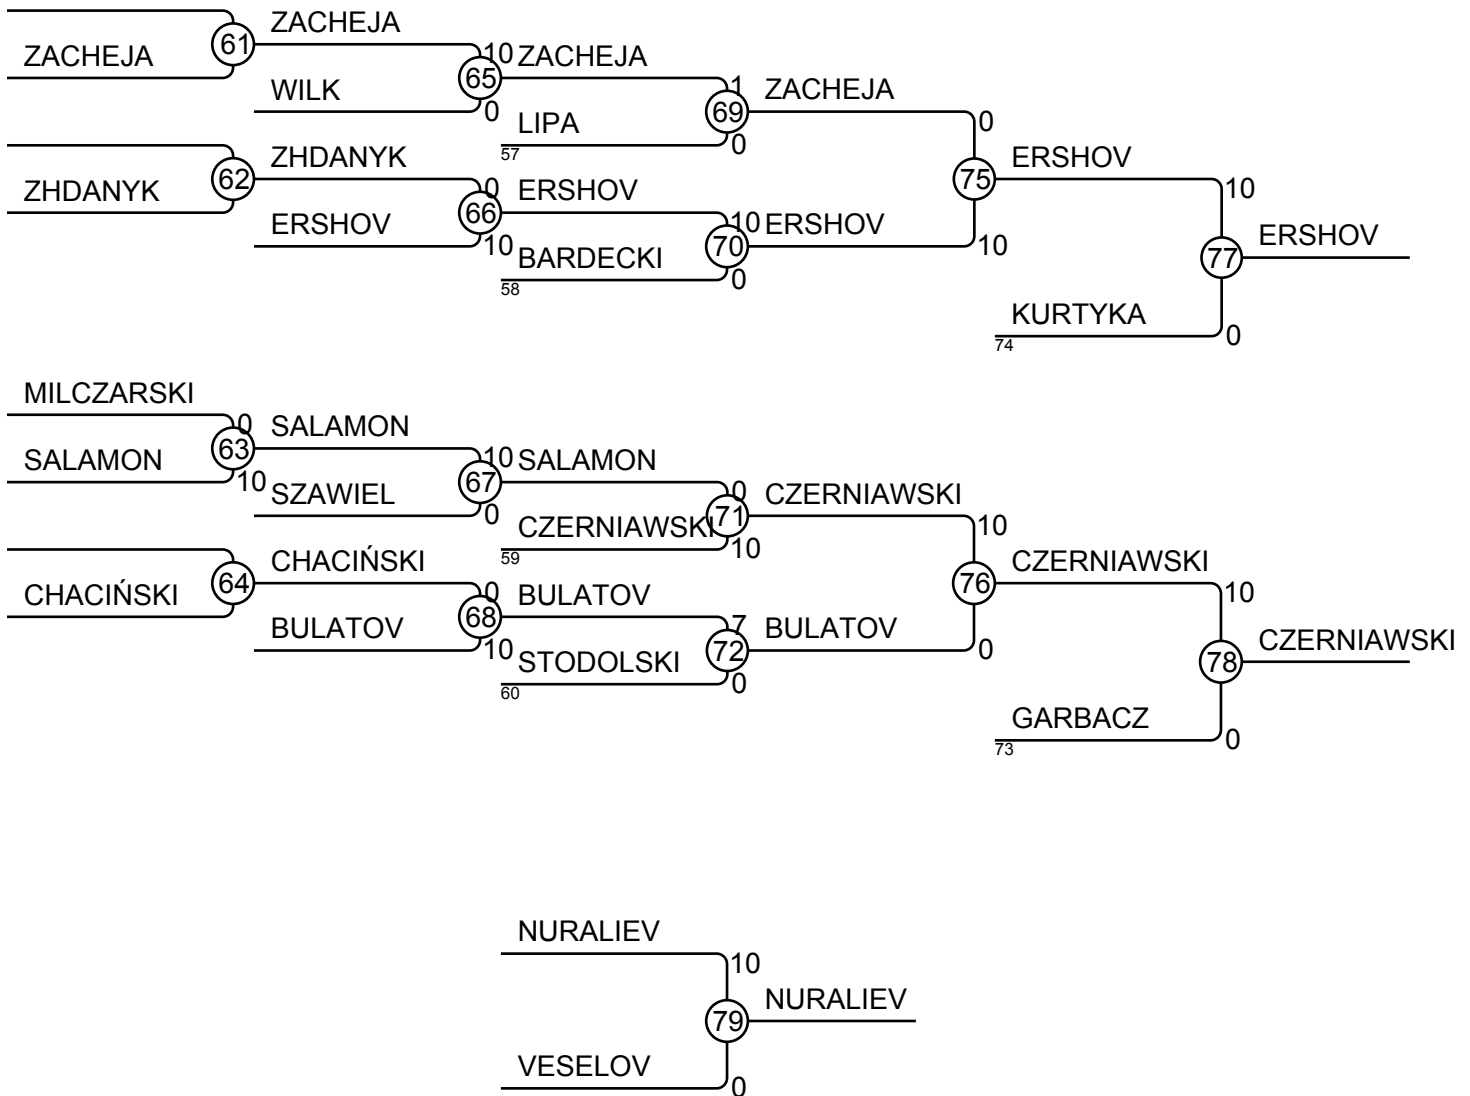 ZACHEJA
61
ZACHEJA
10
ZACHEJA
65
WILK
0
1
ZACHEJA
69
LIPA
57
0
0
ZHDANYK
62
ZHDANYK
0
ERSHOV
66
ERSHOV
10
10
ERSHOV
70
BARDECKI
58
0
10
75
ERSHOV
10
ERSHOV
77
KURTYKA
74
0
MILCZARSKI
0
63
SALAMON
10
SALAMON
10
SALAMON
67
SZAWIEL
0
0
CZERNIAWSKI
71
CZERNIAWSKI
59
10
10
CHACIŃSKI
64
CHACIŃSKI
0
BULATOV
68
BULATOV
10
7
BULATOV
72
STODOLSKI
60
0
0
76
CZERNIAWSKI
10
CZERNIAWSKI
78
GARBACZ
73
0
NURALIEV
10
79
NURALIEV
VESELOV
0